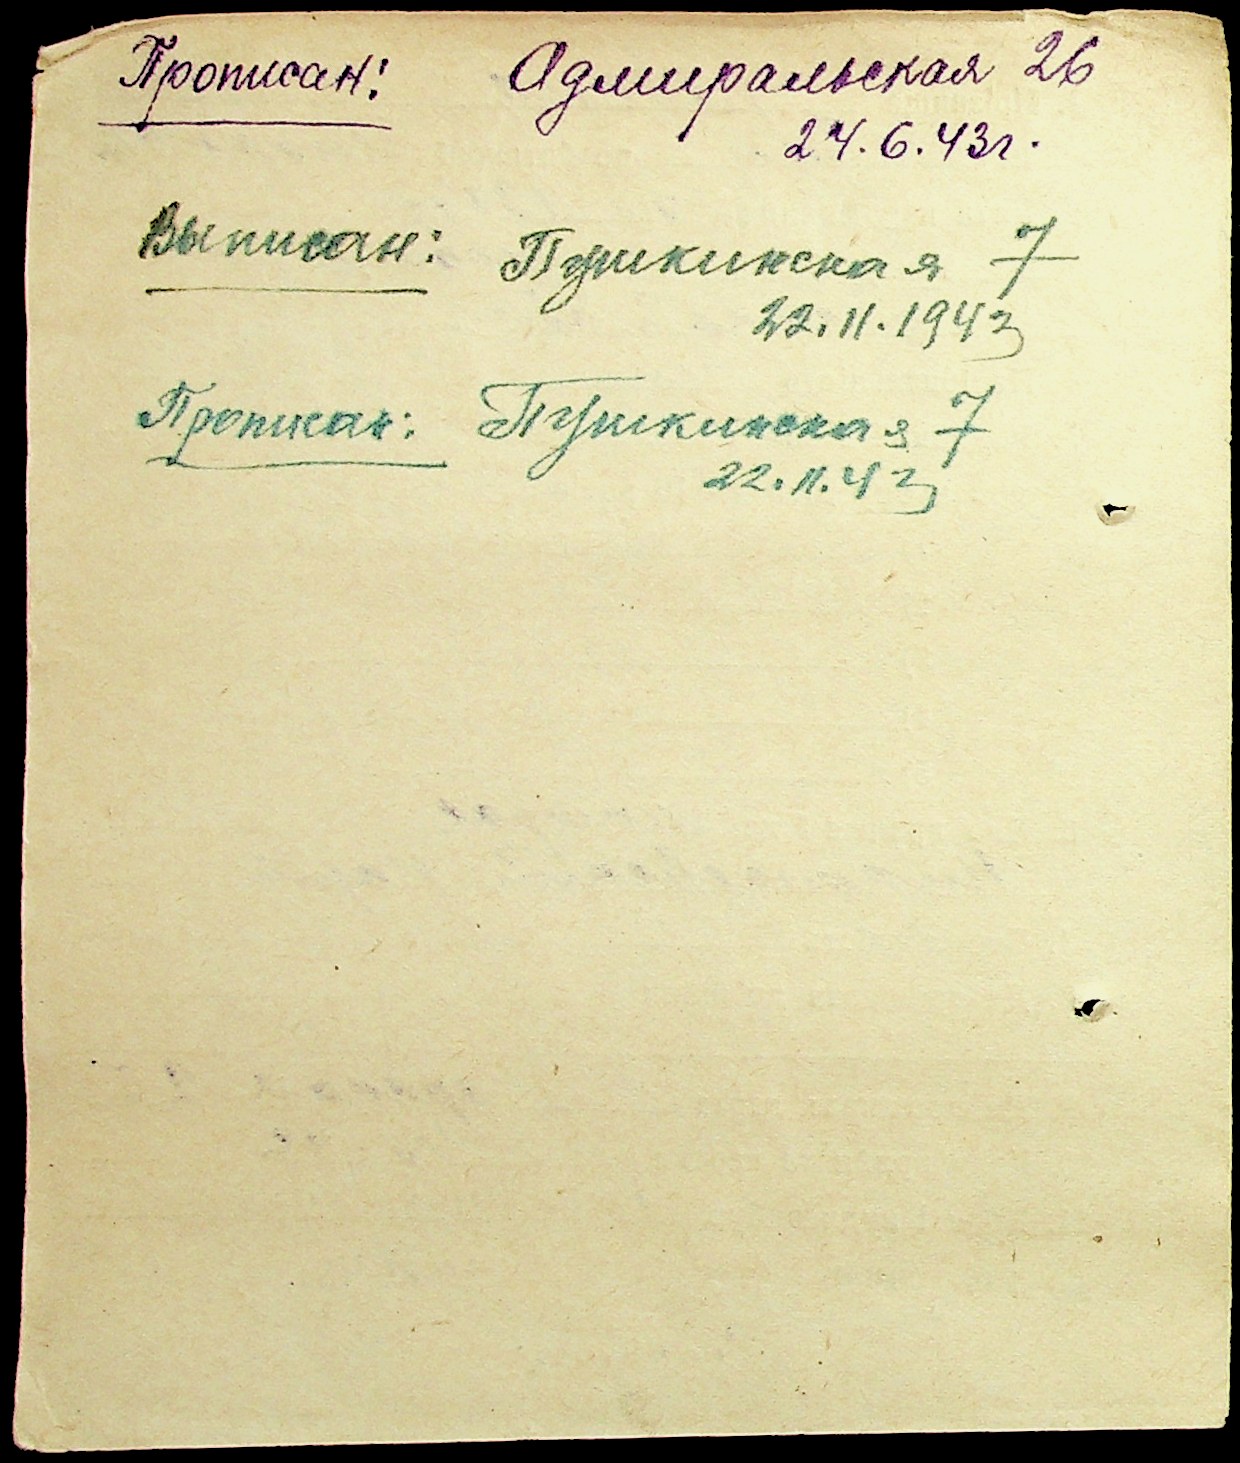 Прописан: Адмиральская 26
24.6.43г.
Выписан: Пушкинская 7
22.11.1943
Прописан: Пушкинская 7
22.11.43